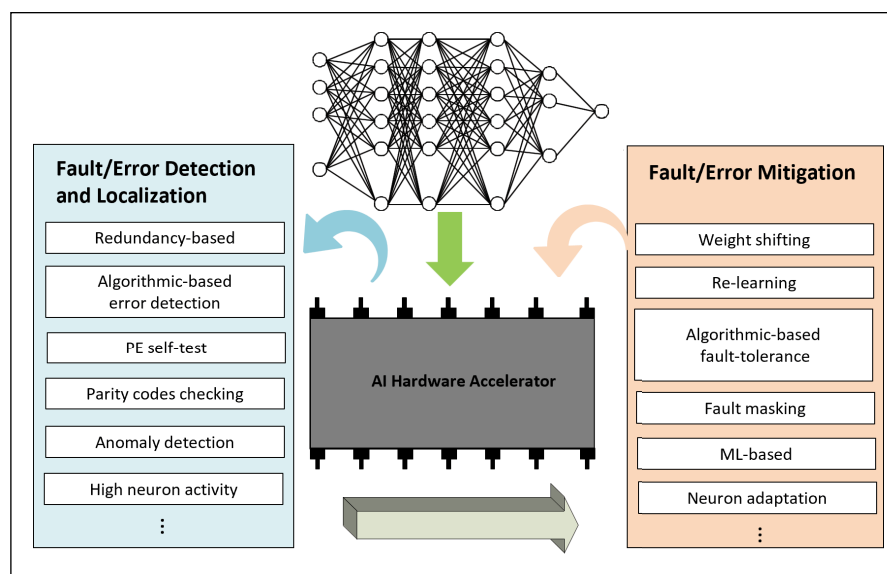 Fault/Error Detection
and Localization
Redundancy-based
Algorithmic-based
error detection
PE self-test
Parity codes checking
Anomaly detection
High neuron activity
⋮
AI Hardware Accelerator
Fault/Error Mitigation
Weight shifting
Re-learning
Algorithmic-based
fault-tolerance
Fault masking
ML-based
Neuron adaptation
⋮